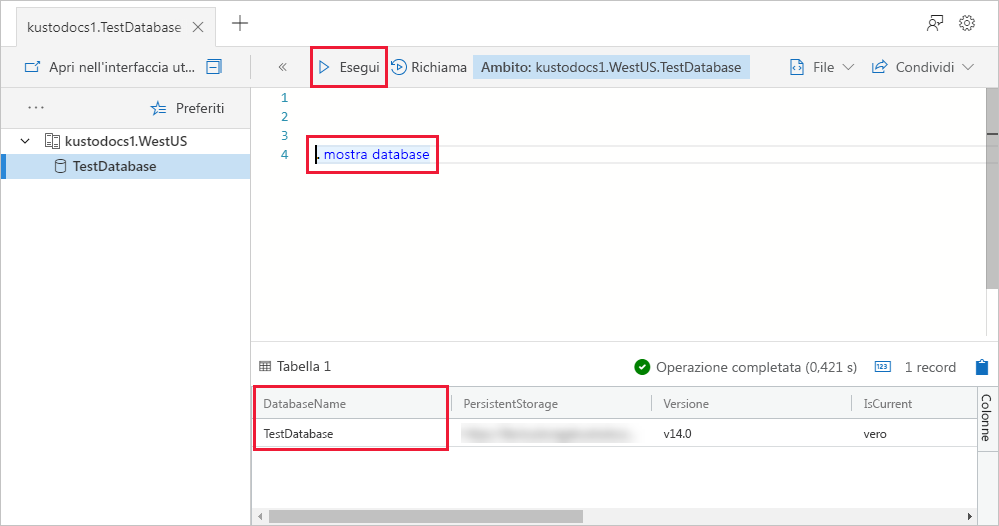 kustodocs1.TestDatabase
Apri nell'interfaccia ut...
Esegui
Richiama
Ambito: kustodocs1.WestUS.TestDatabase
File
Condividi
Preferiti
kustodocs1.WestUS
TestDatabase
1
2
3
4 . mostra database
Tabella 1
Operazione completata (0,421 s)
123
1 record
DatabaseName PersistentStorage Versione IsCurrent
TestDatabase v14.0 vero
Colonne